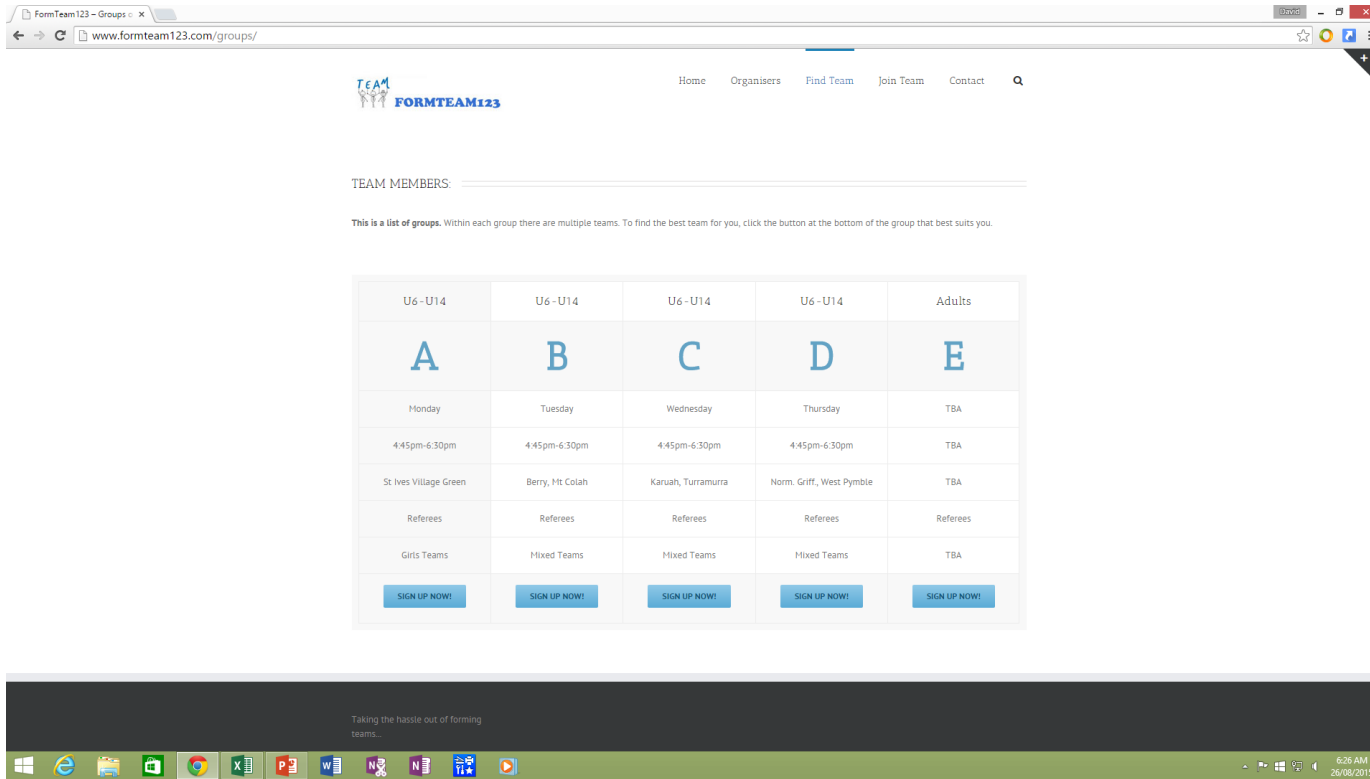 FormTeam123 – Groups
David
www.formteam123.com/groups/
TEAM
FORMTEAM123
Home Organisers Find Team Join Team Contact
TEAM MEMBERS:
This is a list of groups. Within each group there are multiple teams. To find the best team for you, click the button at the bottom of the group that best suits you.
U6-U14 U6-U14 U6-U14 U6-U14 Adults
A B C D E
Monday Tuesday Wednesday Thursday TBA
4:45pm-6:30pm 4:45pm-6:30pm 4:45pm-6:30pm 4:45pm-6:30pm TBA
St Ives Village Green Berry, Mt Colah Karuah, Turramurra Norm. Griff., West Pymble TBA
Referees Referees Referees Referees Referees
Girls Teams Mixed Teams Mixed Teams Mixed Teams TBA
SIGN UP NOW! SIGN UP NOW! SIGN UP NOW! SIGN UP NOW! SIGN UP NOW!
Taking the hassle out of forming
teams...
6:26 AM